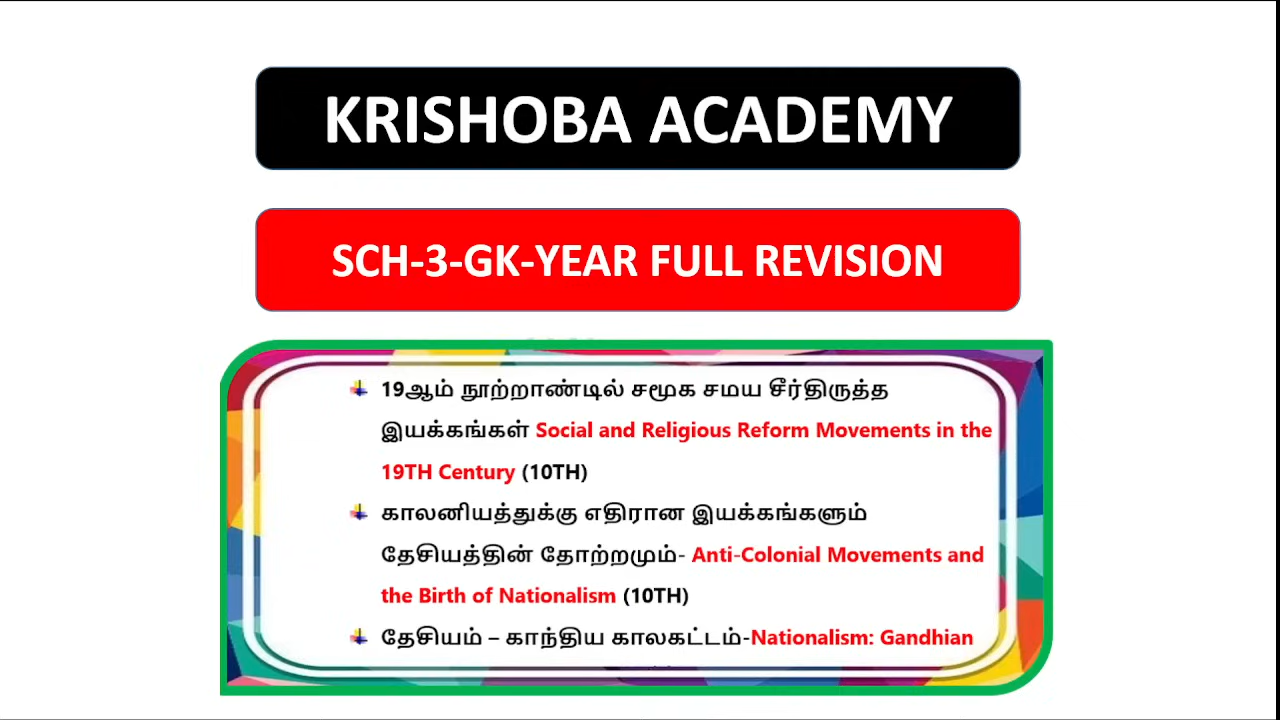 KRISHOBA ACADEMY
SCH-3-GK-YEAR FULL REVISION
19ஆம் நூற்றாண்டில் சமூக சமய சீர்திருத்த
இயக்கங்கள் Social and Religious Reform Movements in the
19TH Century (10TH)
காலனியத்துக்கு எதிரான இயக்கங்களும்
தேசியத்தின் தோற்றமும்- Anti-Colonial Movements and
the Birth of Nationalism (10TH)
தேசியம் – காந்திய காலகட்டம்-Nationalism: Gandhian